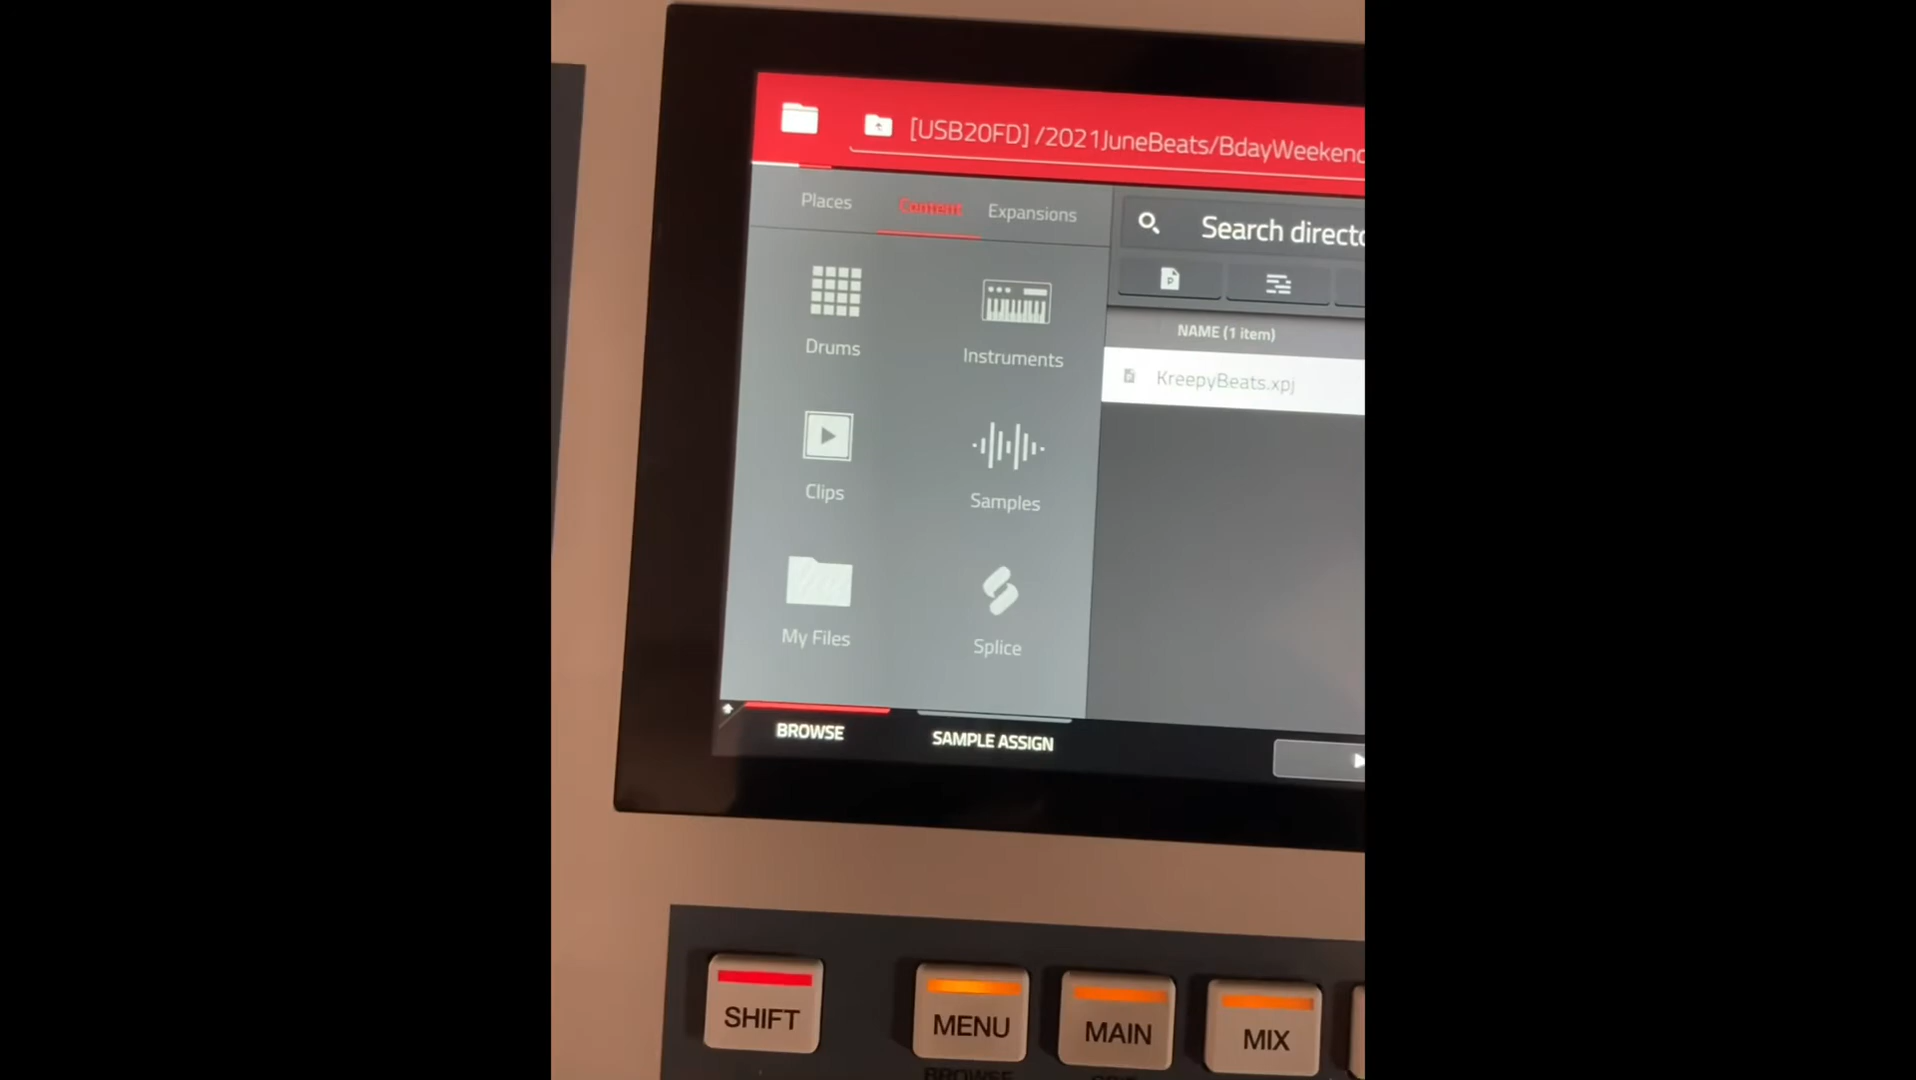 [USB20FD] /2021JuneBeats/BdayWeekend
Places Content Expansions
Search directo
Drums Instruments
NAME (1 item)
KreepyBeats.xpj
Clips Samples
My Files Splice
BROWSE SAMPLE ASSIGN
SHIFT MENU MAIN MIX
BROWSE